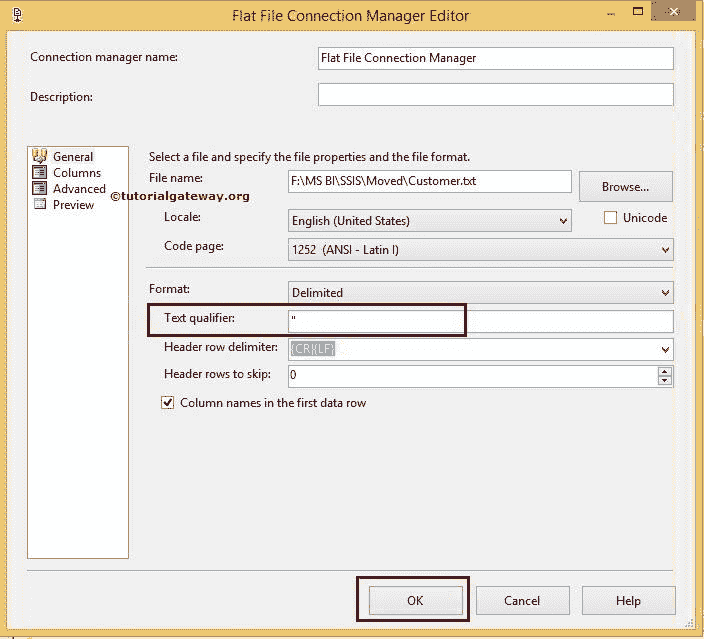 Flat File Connection Manager Editor
Connection manager name:
Flat File Connection Manager
Description:
General
Columns
Advanced
Preview
©tutorialgateway.org
Select a file and specify the file properties and the file format.
File name:
F:\MS BI\SSIS\Moved\Customer.txt
Browse...
Locale:
English (United States)
Unicode
Code page:
1252  (ANSI - Latin I)
Format:
Delimited
Text qualifier:
"
Header row delimiter:
{CR}{LF}
Header rows to skip:
0
Column names in the first data row
OK
Cancel
Help